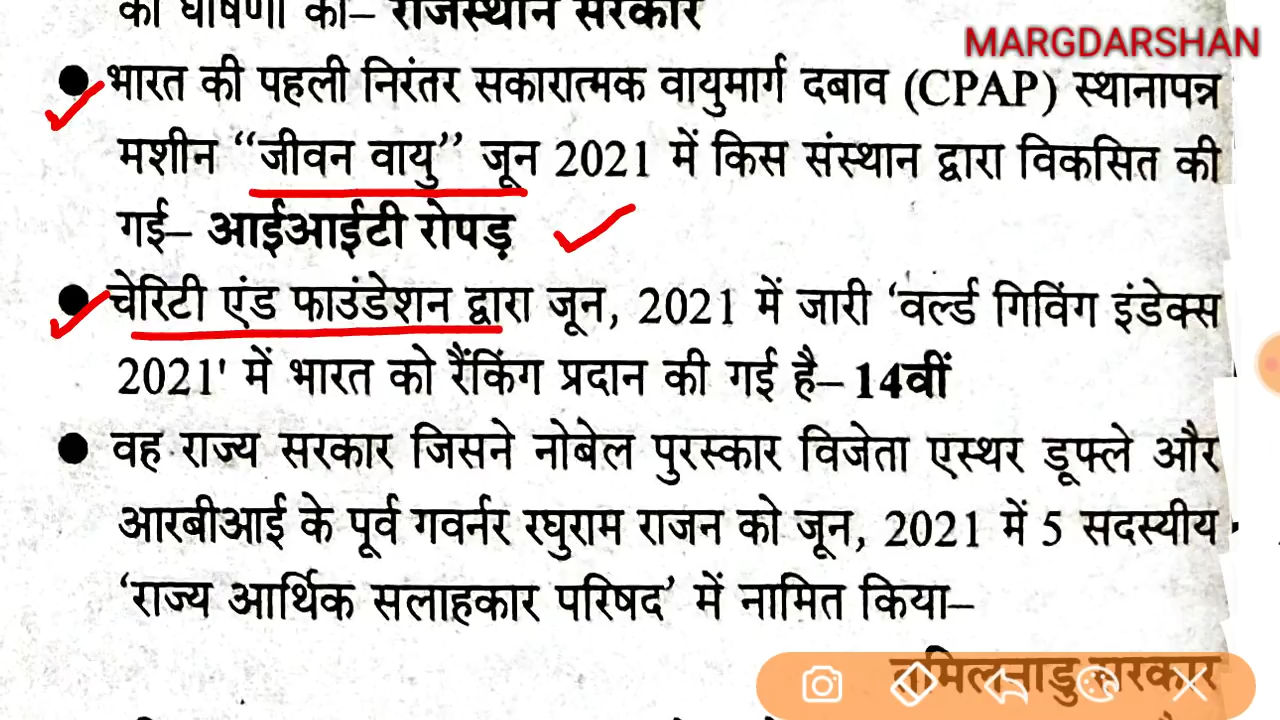 की घोषणा की– राजस्थान सरकार
MARGDARSHAN
● भारत की पहली निरंतर सकारात्मक वायुमार्ग दबाव (CPAP) स्थानापन्न
मशीन “जीवन वायु” जून 2021 में किस संस्थान द्वारा विकसित की
गई– आईआईटी रोपड़
● चेरिटी एंड फाउंडेशन द्वारा जून, 2021 में जारी ‘वर्ल्ड गिविंग इंडेक्स
2021' में भारत को रैंकिंग प्रदान की गई है– 14वीं
● वह राज्य सरकार जिसने नोबेल पुरस्कार विजेता एस्थर डूफ्ले और
आरबीआई के पूर्व गवर्नर रघुराम राजन को जून, 2021 में 5 सदस्यीय
‘राज्य आर्थिक सलाहकार परिषद’ में नामित किया–
तमिलनाडु सरकार